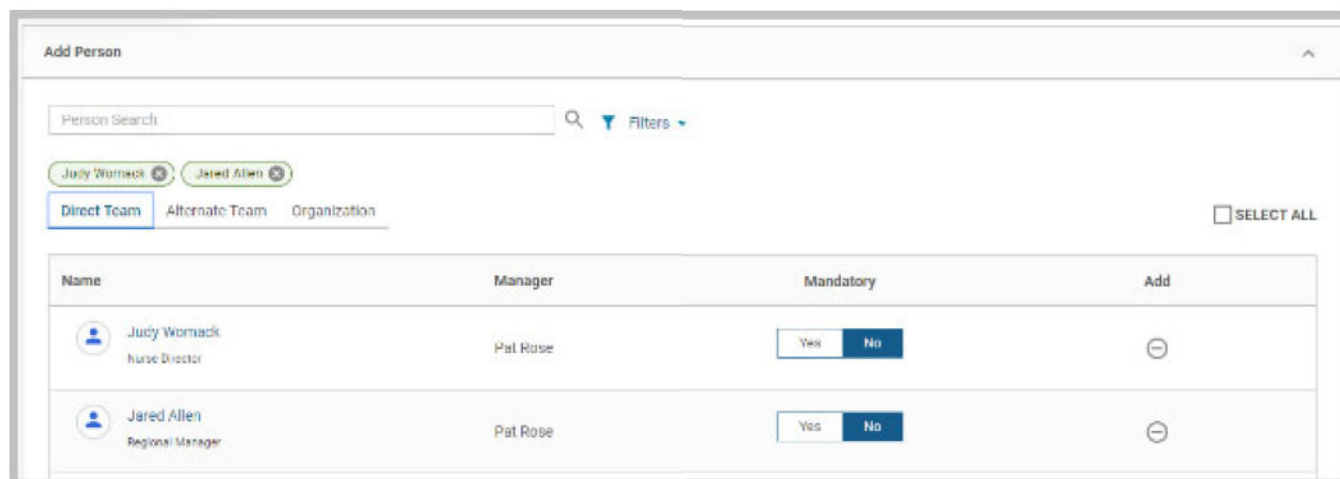 Add Person
Person Search
Filters
Judy Womack Jared Allen
Direct Team Alternate Team Organization
SELECT ALL
Name Manager Mandatory Add
Judy Womack
Nurse Director
Pat Rose Yes No
Jared Allen
Regional Manager
Pat Rose Yes No